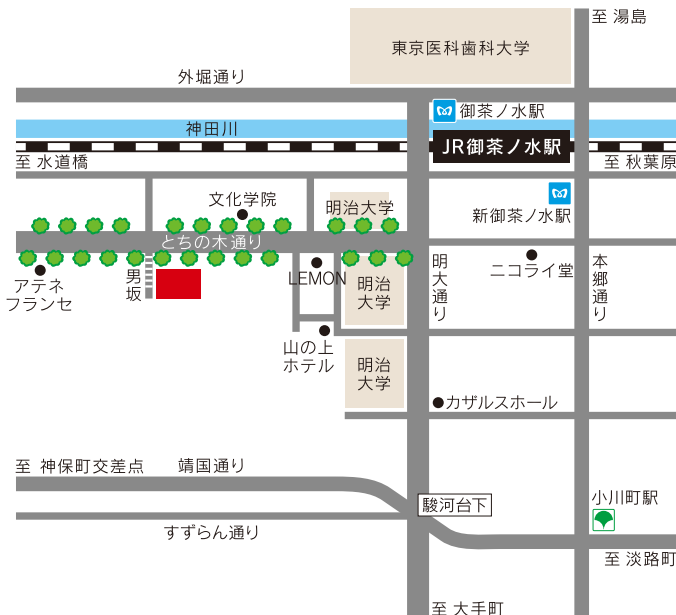 至 湯島
東京医科歯科大学
外堀通り
御茶ノ水駅
神田川
JR御茶ノ水駅
至 水道橋
至 秋葉原
文化学院
明治大学
新御茶ノ水駅
とちの木通り
アテネ
フランセ
男坂
LEMON
明治
大学
明大通り
ニコライ堂
本郷通り
山の上
ホテル
明治
大学
カザルスホール
至 神保町交差点
靖国通り
駿河台下
小川町駅
すずらん通り
至 淡路町
至 大手町